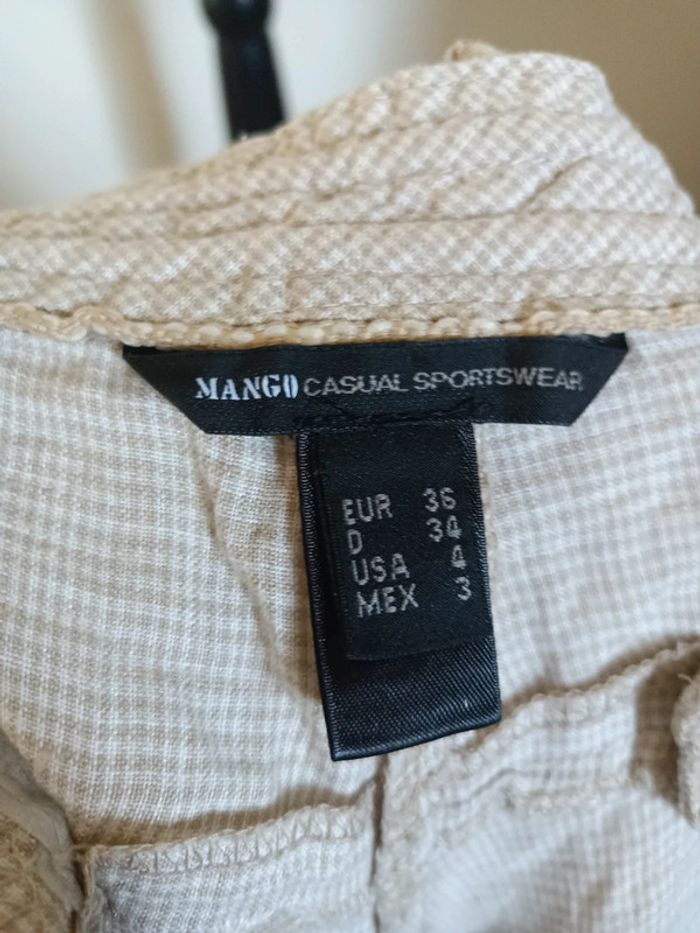 MANGO CASUAL SPORTSWEAR
EUR 36
D 34
USA 4
MEX 3